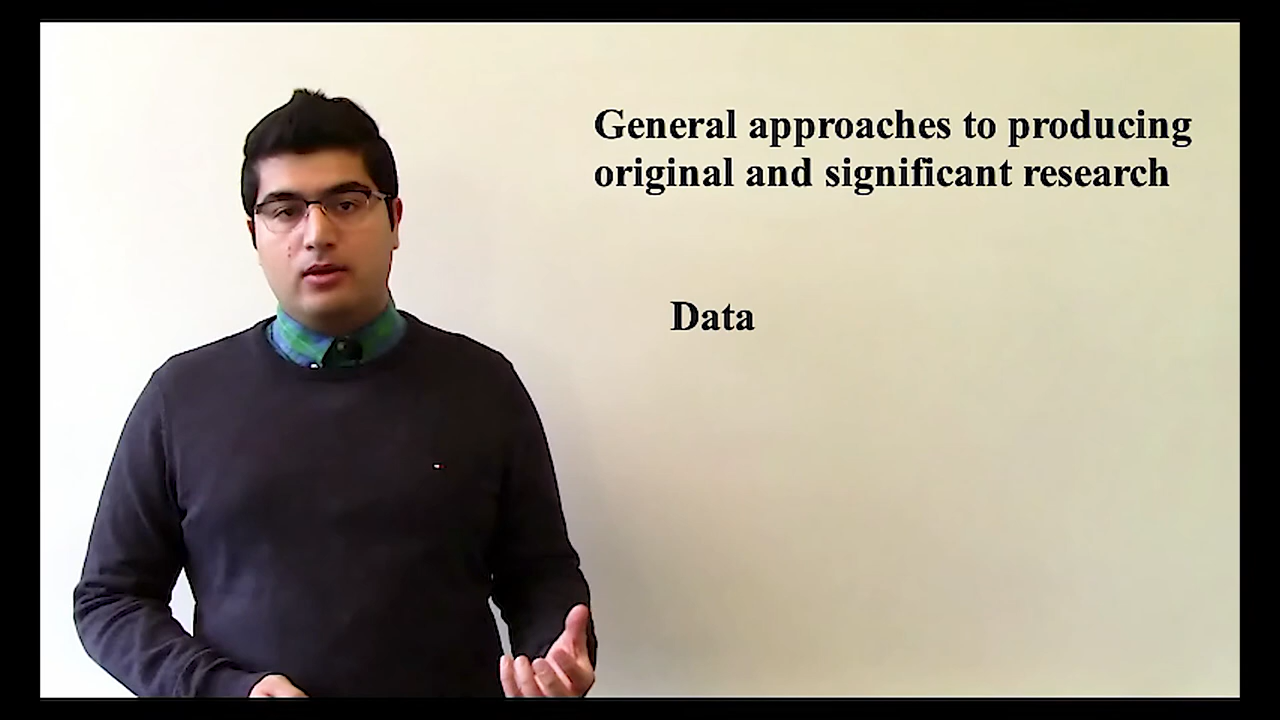 General approaches to producing
original and significant research
Data